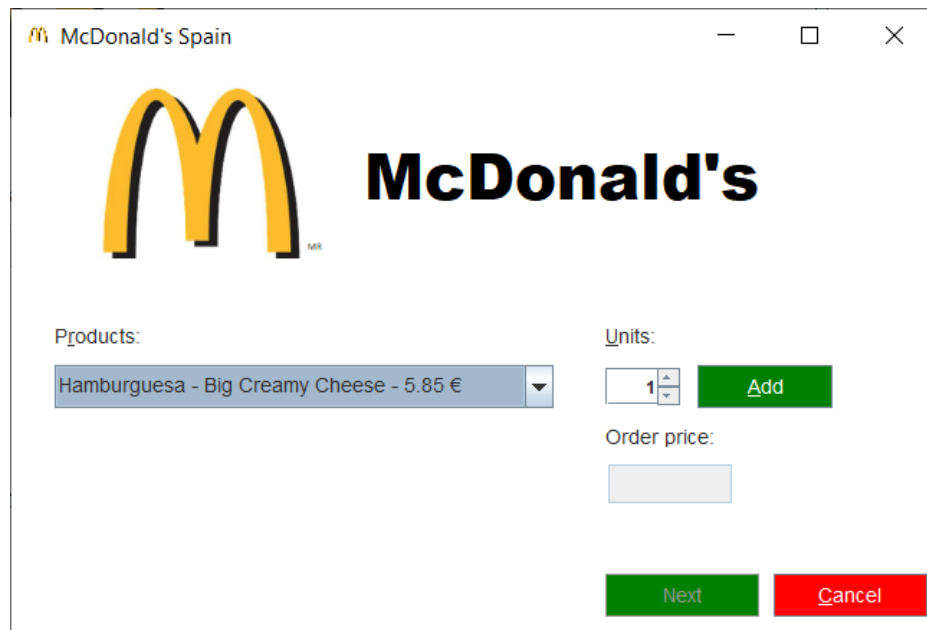 McDonald's Spain
MR
McDonald's
Products:
Units:
Hamburguesa - Big Creamy Cheese - 5.85 €
1
Add
Order price:
Next
Cancel